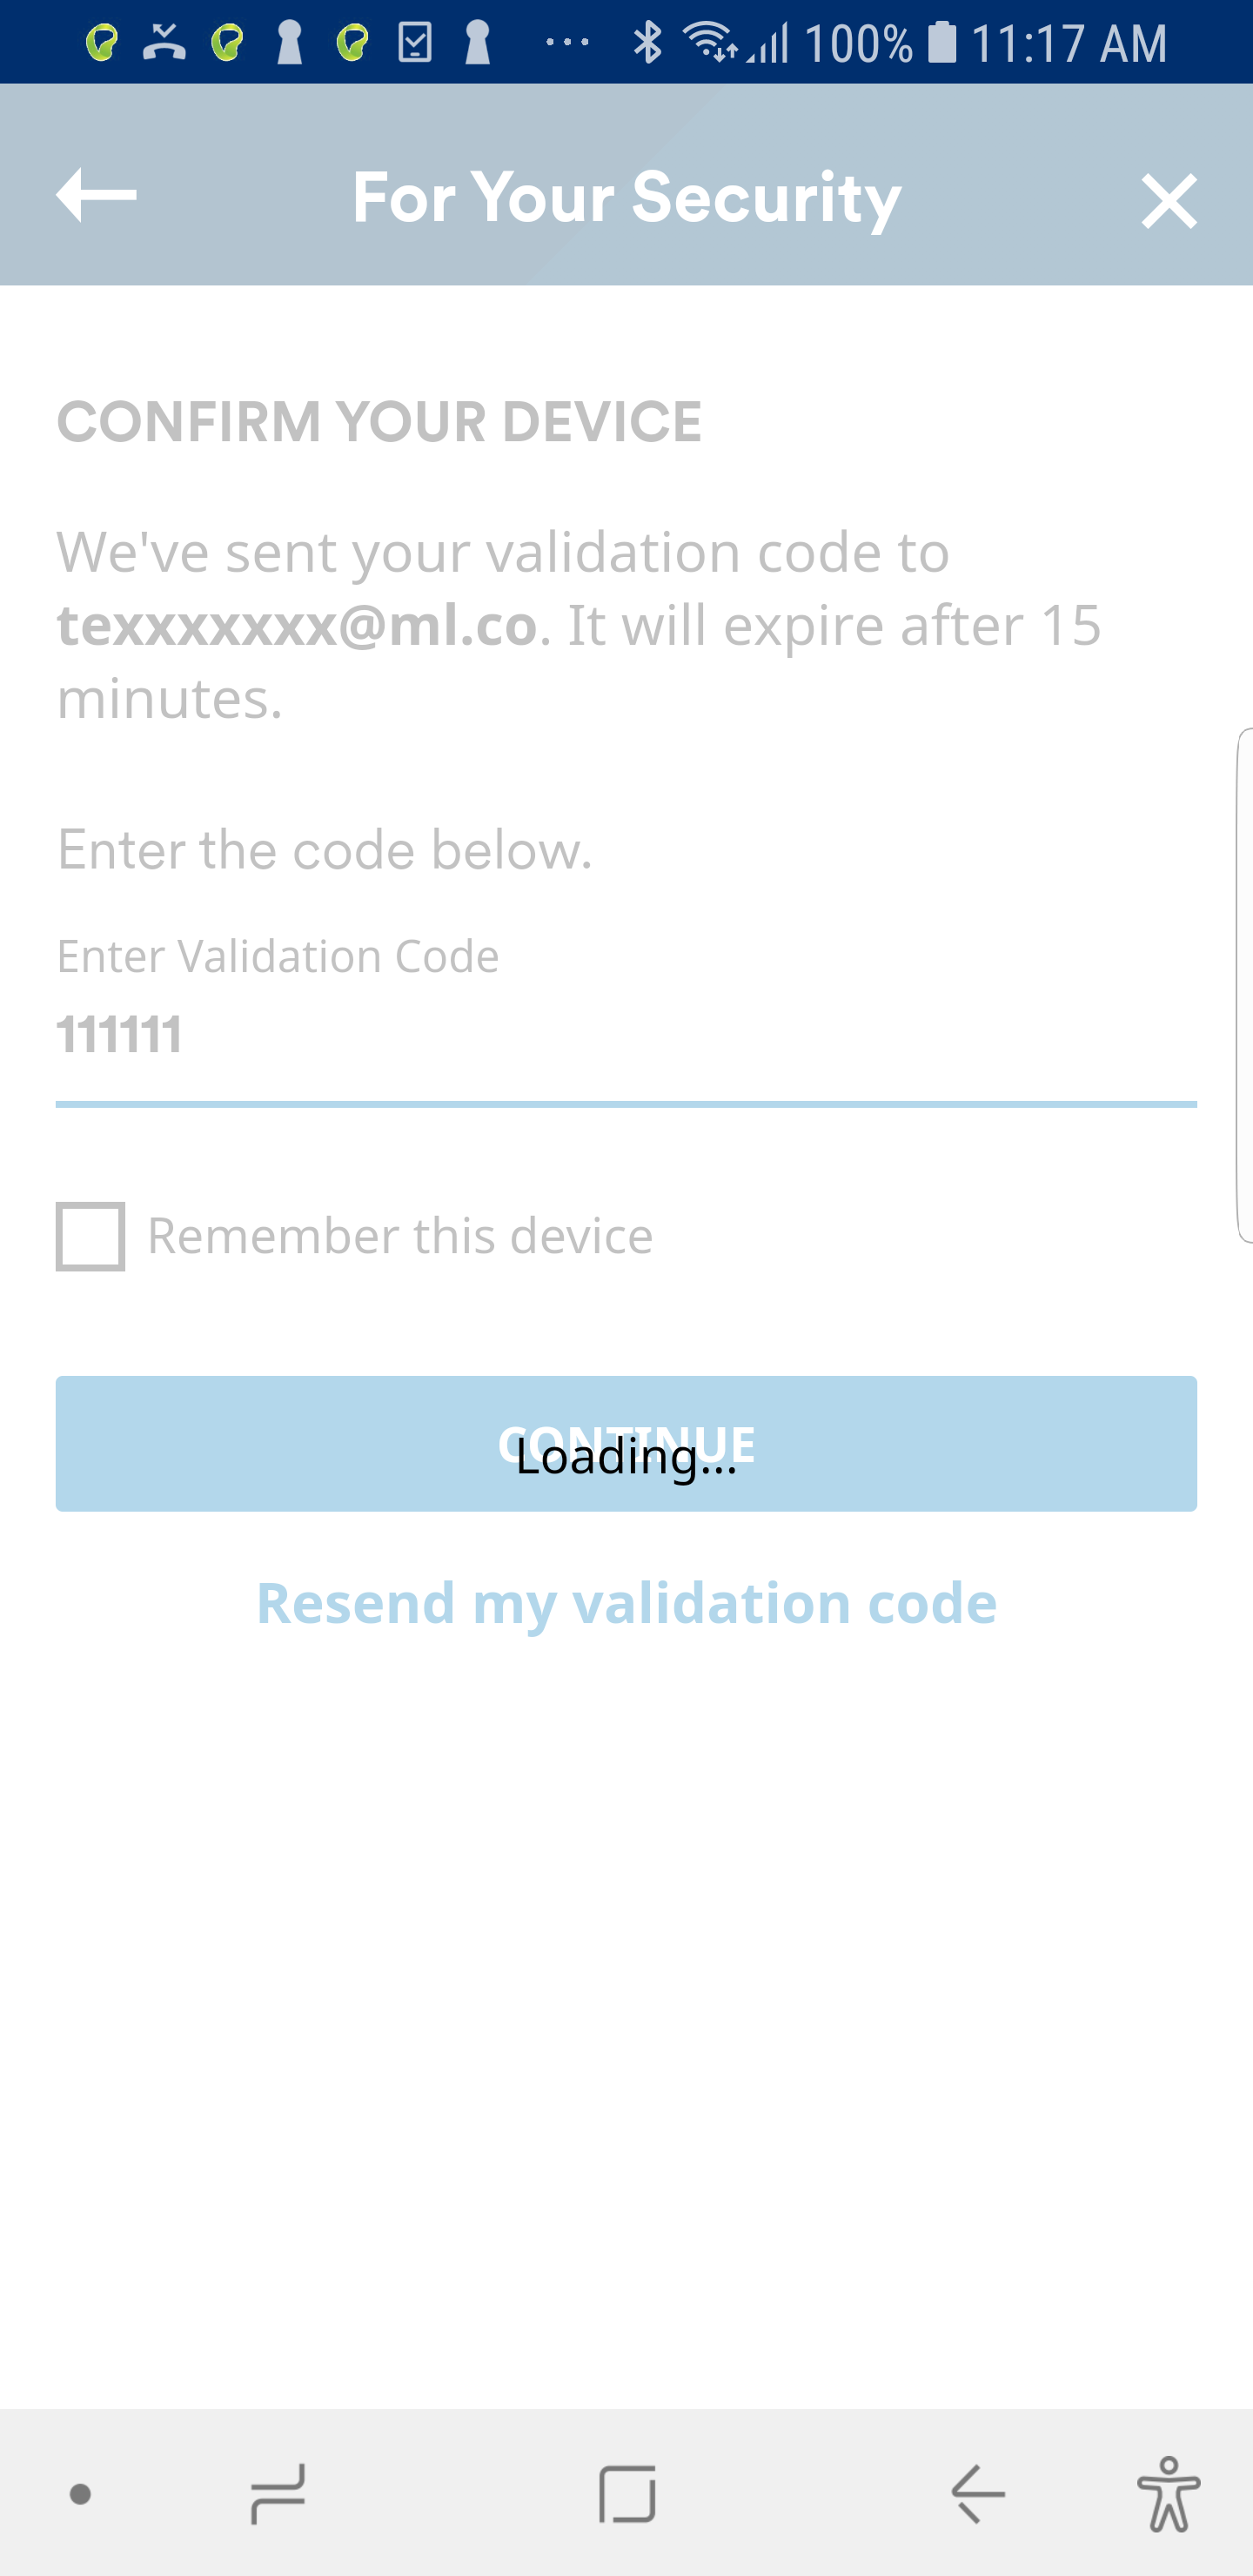 ... 100% 11:17 AM
For Your Security
CONFIRM YOUR DEVICE
We've sent your validation code to
texxxxxxx@ml.co. It will expire after 15
minutes.
Enter the code below.
Enter Validation Code
111111
Remember this device
CONTINUE
Loading...
Resend my validation code